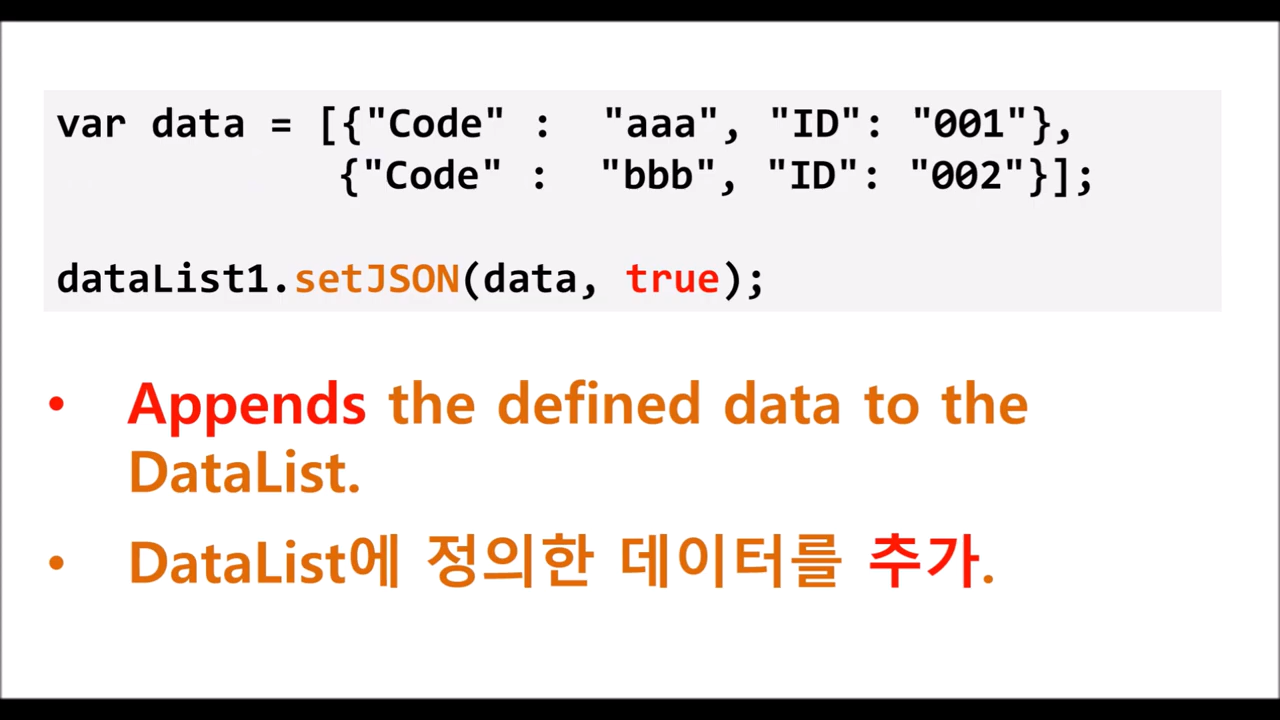 var data = [{"Code" :  "aaa", "ID": "001"},
{"Code" :  "bbb", "ID": "002"}];
dataList1.setJSON(data, true);
• Appends the defined data to the
DataList.
• DataList에 정의한 데이터를 추가.